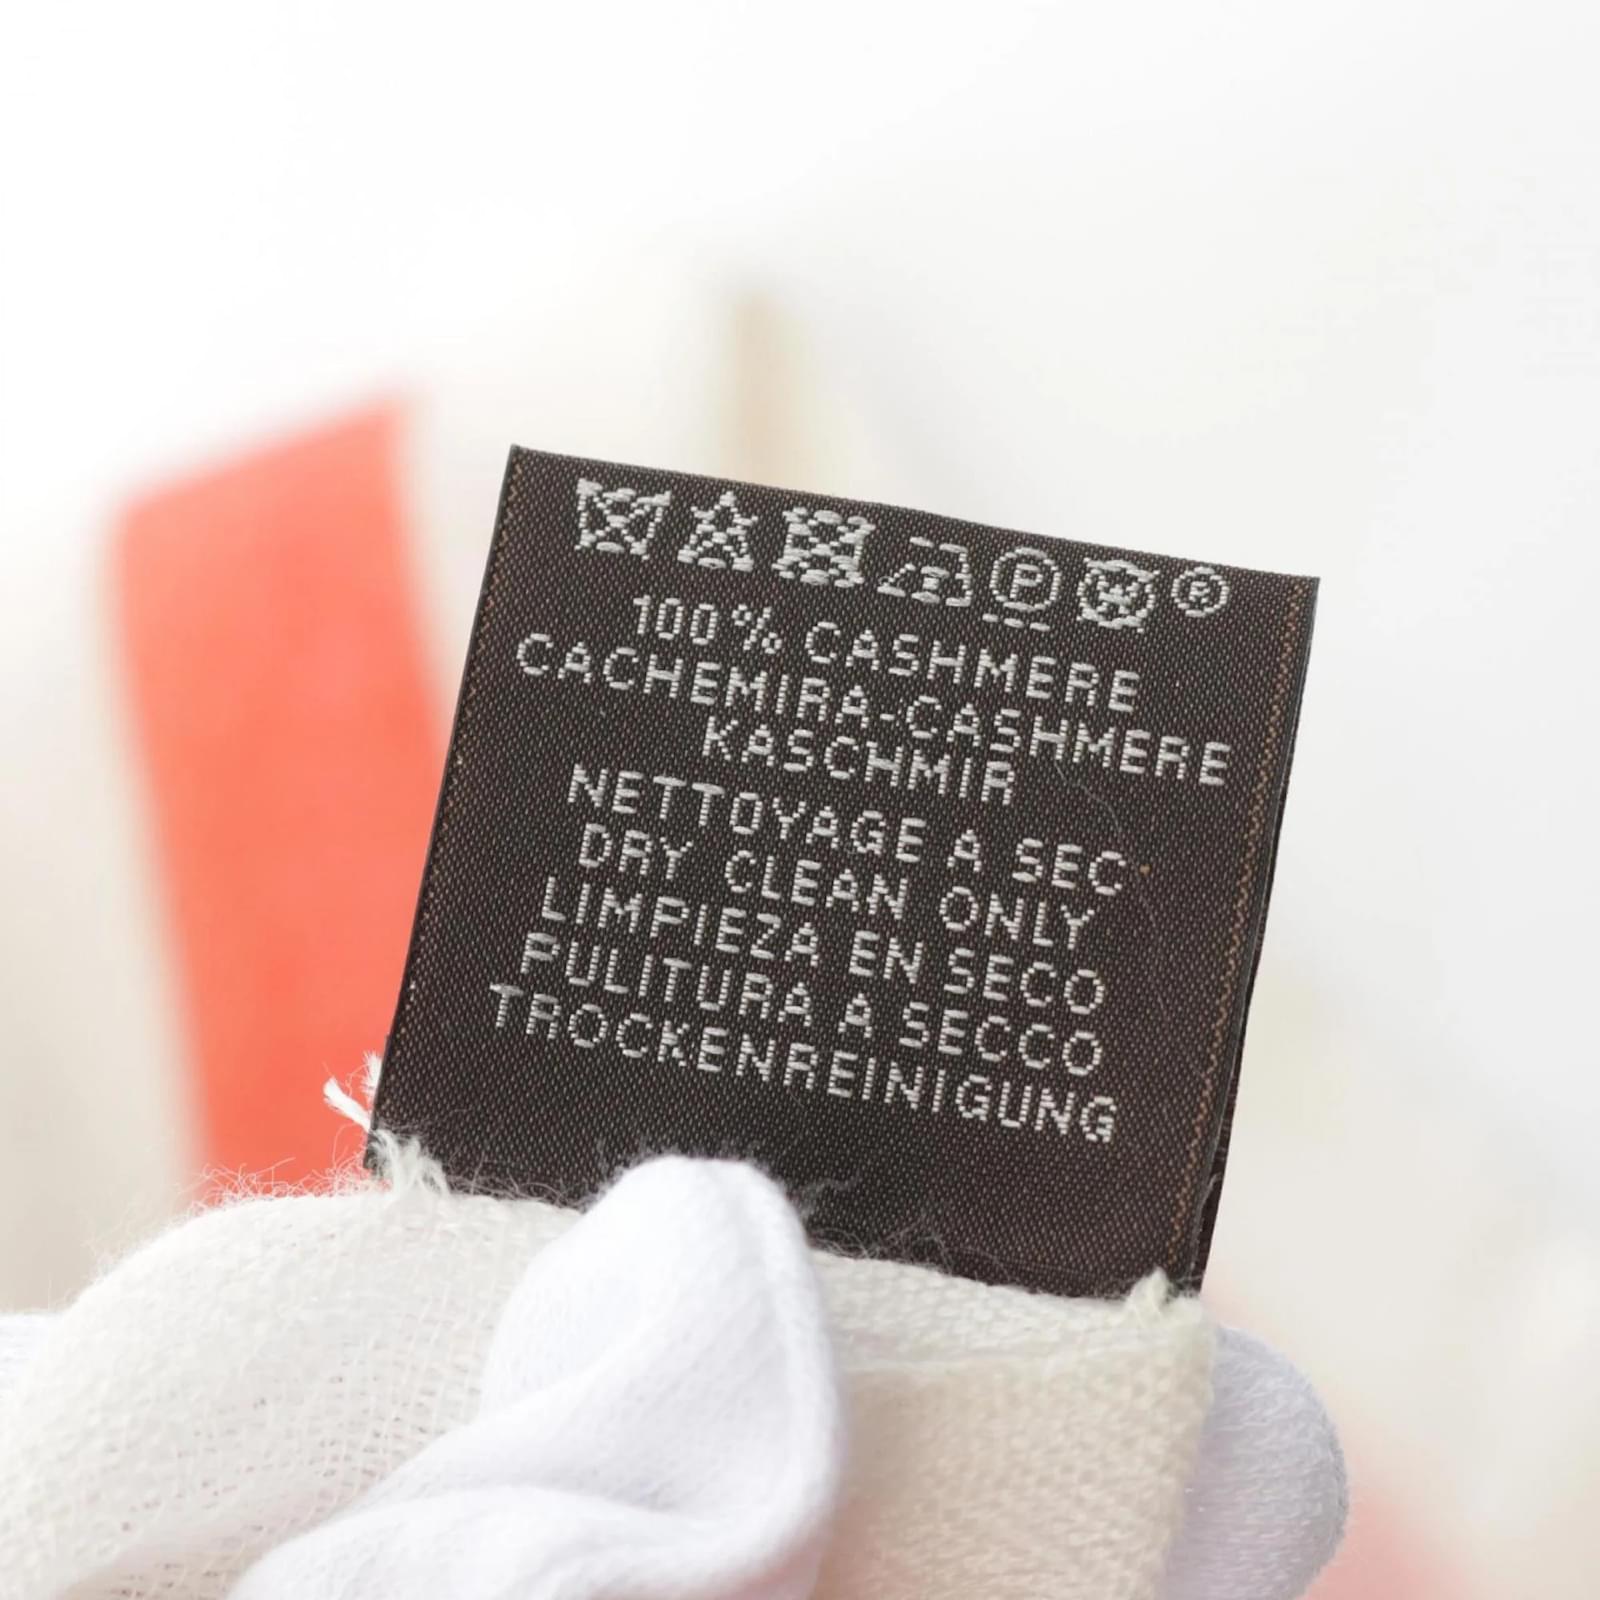 P W ®
100% CASHMERE
CACHEMIRA-CASHMERE
KASCHMIR
NETTOYAGE A SEC
DRY CLEAN ONLY
LIMPIEZA EN SECO
PULITURA A SECCO
TROCKENREINIGUNG